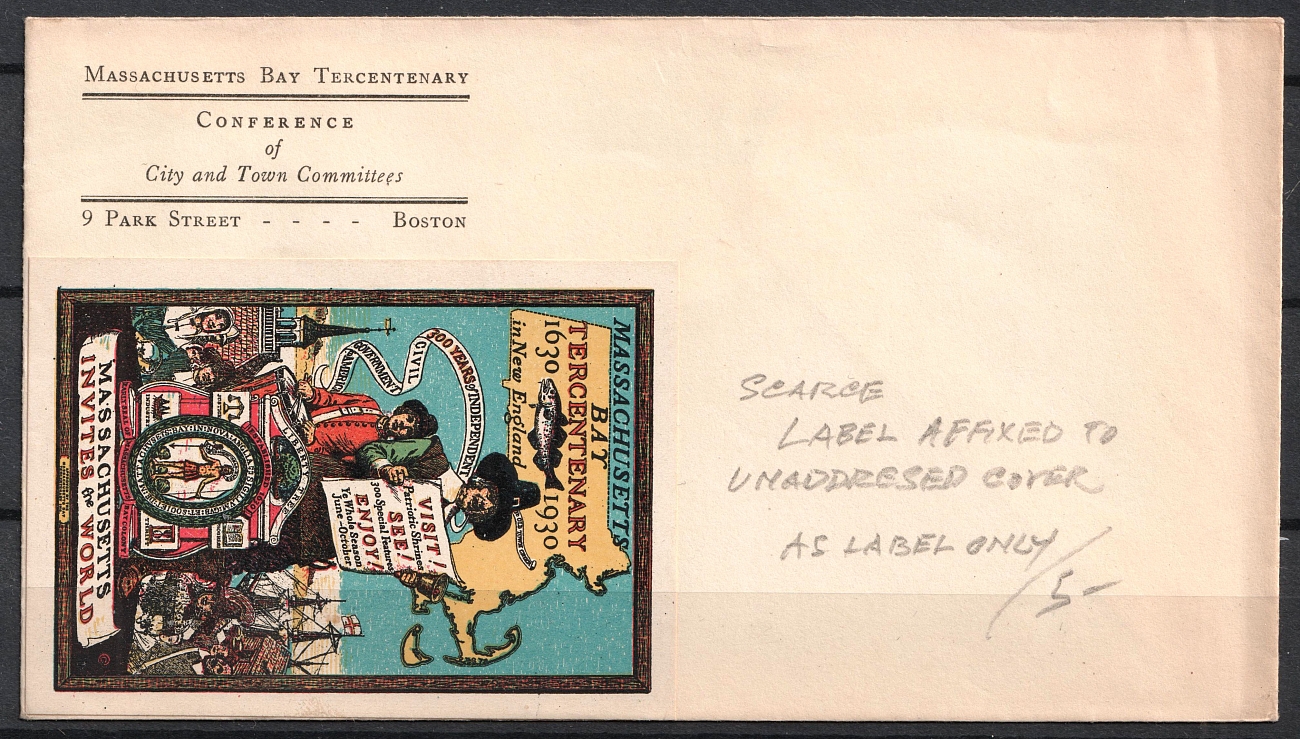 MASSACHUSETTS BAY TERCENTENARY
CONFERENCE
of
City and Town Committees
9 PARK STREET - - - - BOSTON
MASSACHUSETTS
BAY
TERCENTENARY
1630 1930
in New England
300 YEARS of INDEPENDENT
CIVIL
GOVERNMENT
VISIT!
Patriotic Shrines
SEE!
300 Special Features
ENJOY!
Ye Whole Season
June-October
LIBERTY TREE
MASSACHUSETTS
INVITES the WORLD
SCARCE
LABEL AFFIXED TO
UNADDRESED COVER
AS LABEL ONLY/5-